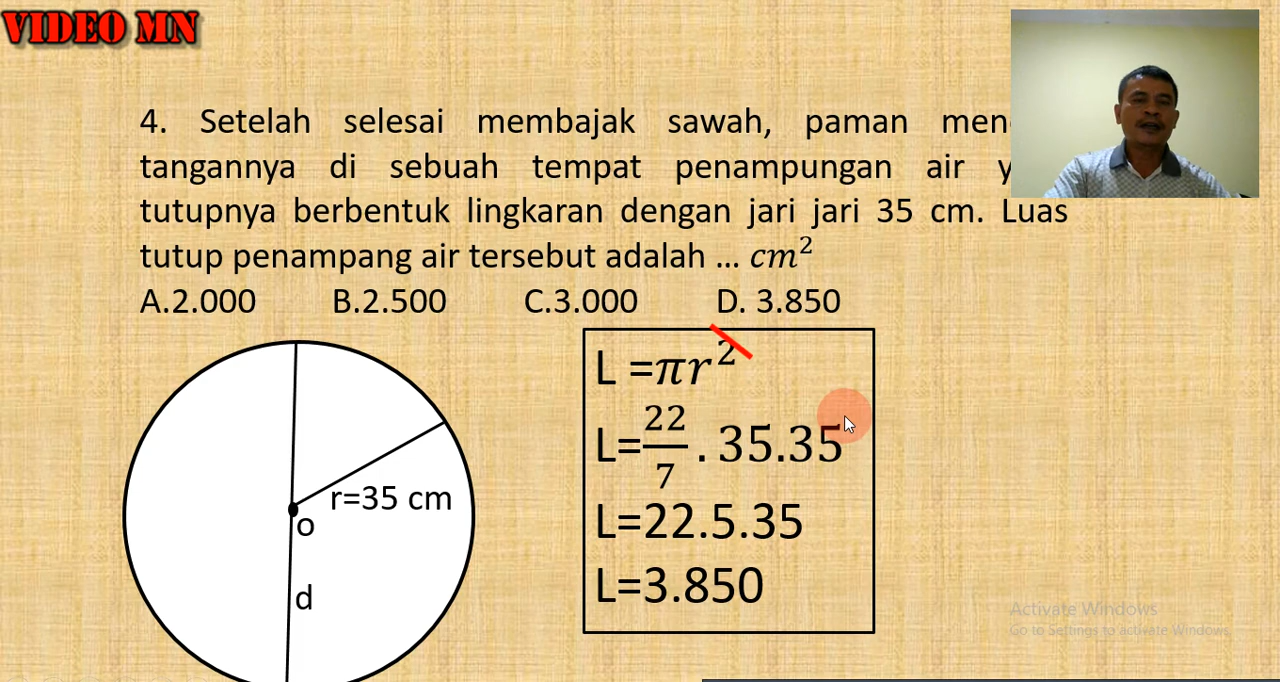 VIDEO MN
4. Setelah selesai membajak sawah, paman
tangannya di sebuah tempat penampungan air
tutupnya berbentuk lingkaran dengan jari jari 35 cm. Luas
tutup penampang air tersebut adalah ... cm²
A.2.000 B.2.500 C.3.000 D. 3.850
L =πr²
L=22/7 . 35.35
L=22.5.35
L=3.850
r=35 cm
o
d
Activate Windows
Go to Settings to activate Windows.